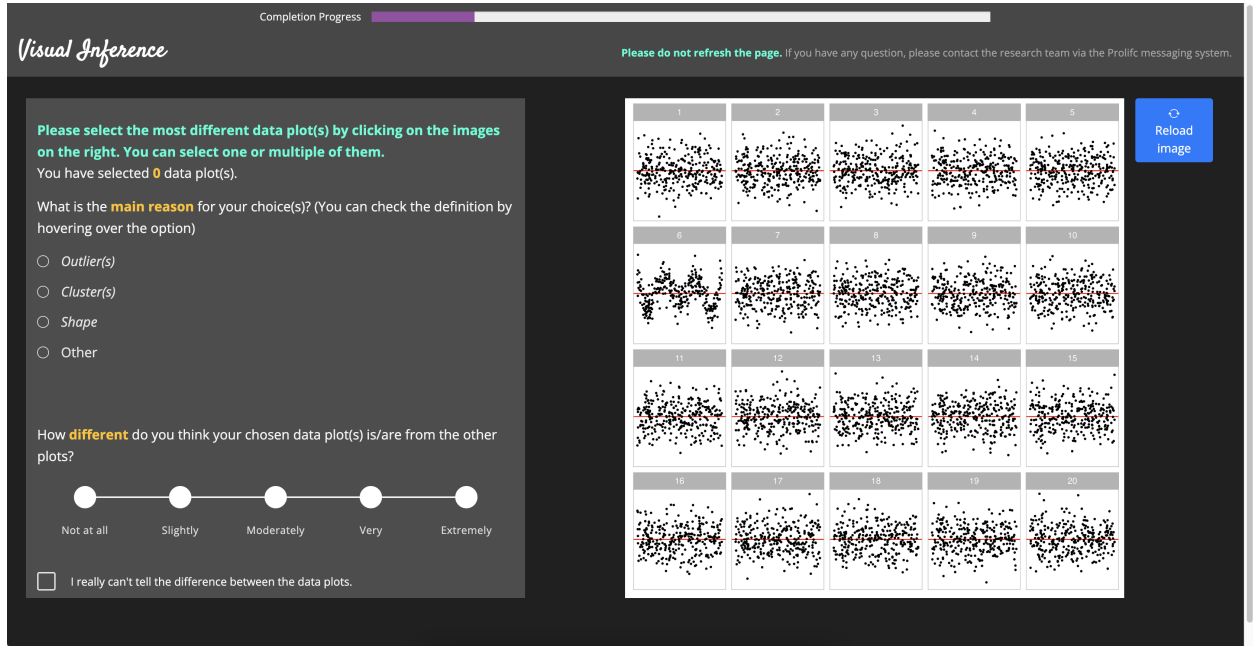 Completion Progress
Visual Inference
Please do not refresh the page. If you have any question, please contact the research team via the Prolifc messaging system.
Please select the most different data plot(s) by clicking on the images
on the right. You can select one or multiple of them.
You have selected 0 data plot(s).
What is the main reason for your choice(s)? (You can check the definition by
hovering over the option)
Outlier(s)
Cluster(s)
Shape
Other
How different do you think your chosen data plot(s) is/are from the other
plots?
Not at all Slightly Moderately Very Extremely
I really can't tell the difference between the data plots.
1 2 3 4 5
6 7 8 9 10
11 12 13 14 15
16 17 18 19 20
Reload
image